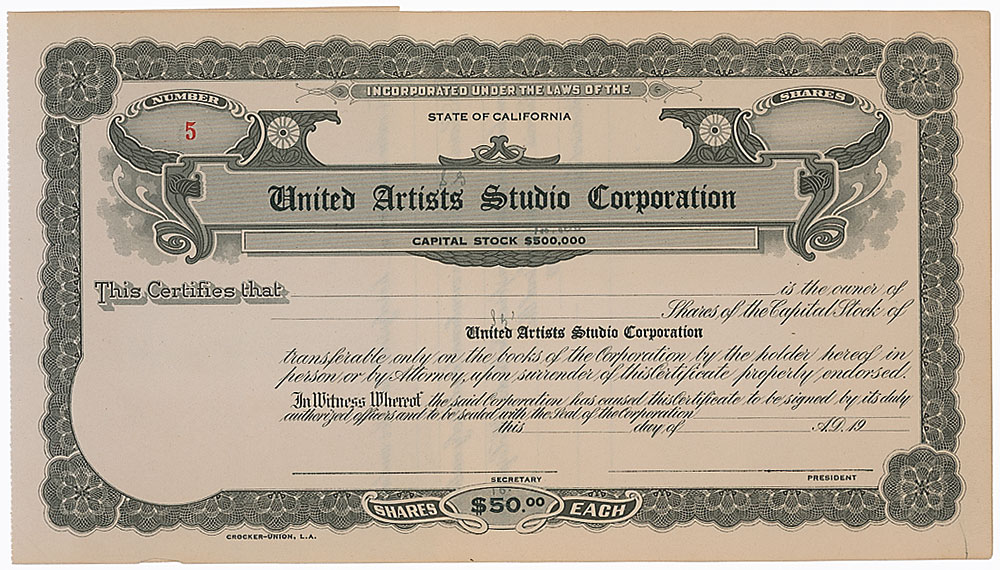 INCORPORATED UNDER THE LAWS OF THE
NUMBER
SHARES
STATE OF CALIFORNIA
5
United Artists Studio Corporation
CAPITAL STOCK $500,000
This Certifies that is the owner of
Shares of the Capital Stock of
United Artists Studio Corporation
transferable only on the books of the Corporation by the holder hereof in
person or by Attorney, upon surrender of this Certificate properly endorsed.
In Witness Whereof, the said Corporation has caused this Certificate to be signed by its duly
authorized officers and to be sealed with the Seal of the Corporation
this day of A.D. 19
SECRETARY
PRESIDENT
SHARES $50.00 EACH
CROCKER-UNION, L.A.